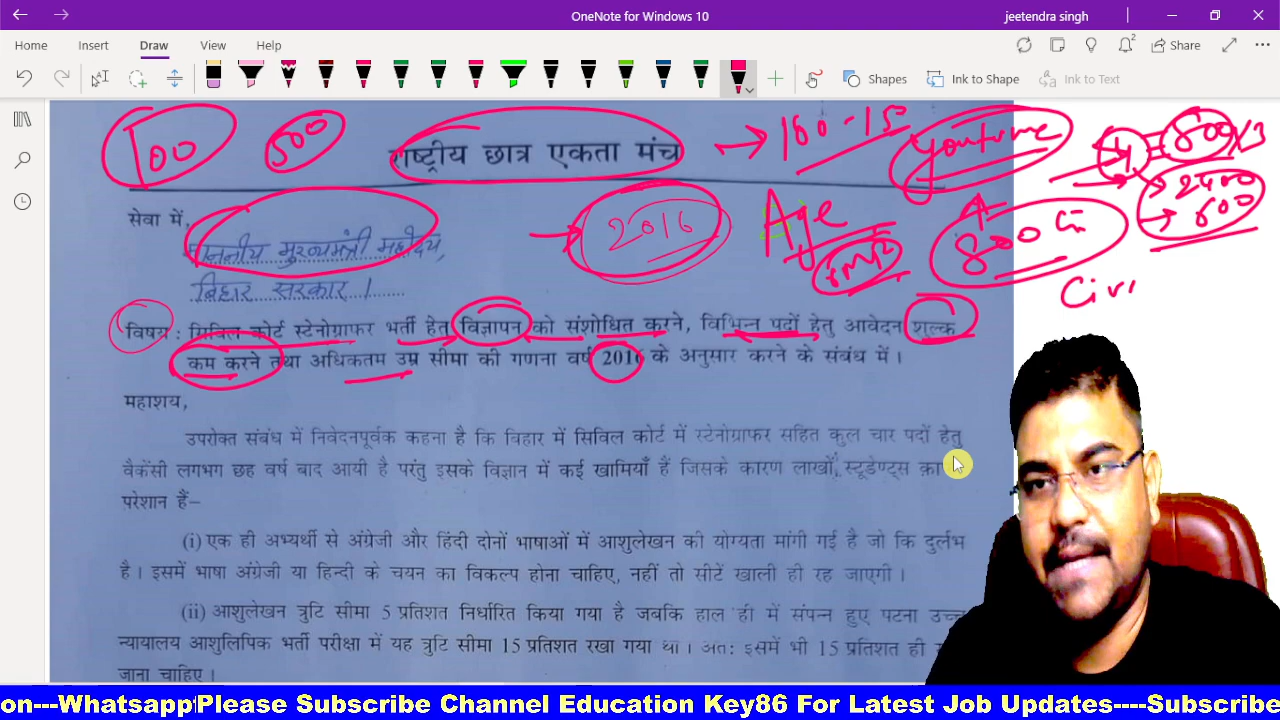 OneNote for Windows 10
jeetendra singh
Home Insert Draw View Help
Share
Shapes
Ink to Shape
Ink to Text
100 500
राष्ट्रीय छात्र एकता मंच
→ 100-15
Youtume
800/3
2400
600
सेवा में,
माननीय मुख्यमंत्री महोदय,
बिहार सरकार।
2016
Age
800
Civi
विषय : सिविल कोर्ट स्टेनोग्राफर भर्ती हेतु विज्ञापन को संशोधित करने, विभिन्न पदों हेतु आवेदन शुल्क
कम करने तथा अधिकतम उम्र सीमा की गणना वर्ष 2016 के अनुसार करने के संबंध में।
महाशय,
उपरोक्त संबंध में निवेदनपूर्वक कहना है कि बिहार में सिविल कोर्ट में स्टेनोग्राफर सहित कुल चार पदों हेतु
वैकेंसी लगभग छह वर्ष बाद आयी है परंतु इसके विज्ञान में कई खामियाँ हैं जिसके कारण लाखों स्टूडेण्ट्स
परेशान हैं–
(i) एक ही अभ्यर्थी से अंग्रेजी और हिंदी दोनों भाषाओं में आशुलेखन की योग्यता मांगी गई है जो कि दुर्लभ
है। इसमें भाषा अंग्रेजी या हिन्दी के चयन का विकल्प होना चाहिए, नहीं तो सीटें खाली ही रह जाएगी।
(ii) आशुलेखन त्रुटि सीमा 5 प्रतिशत निर्धारित किया गया है जबकि हाल ही में संपन्न हुए पटना उच्च
न्यायालय आशुलिपिक भर्ती परीक्षा में यह त्रुटि सीमा 15 प्रतिशत रखा गया था। अतः इसमें भी 15 प्रतिशत ही
जाना चाहिए।
on---Whatsapp Please Subscribe Channel Education Key86 For Latest Job Updates----Subscribe